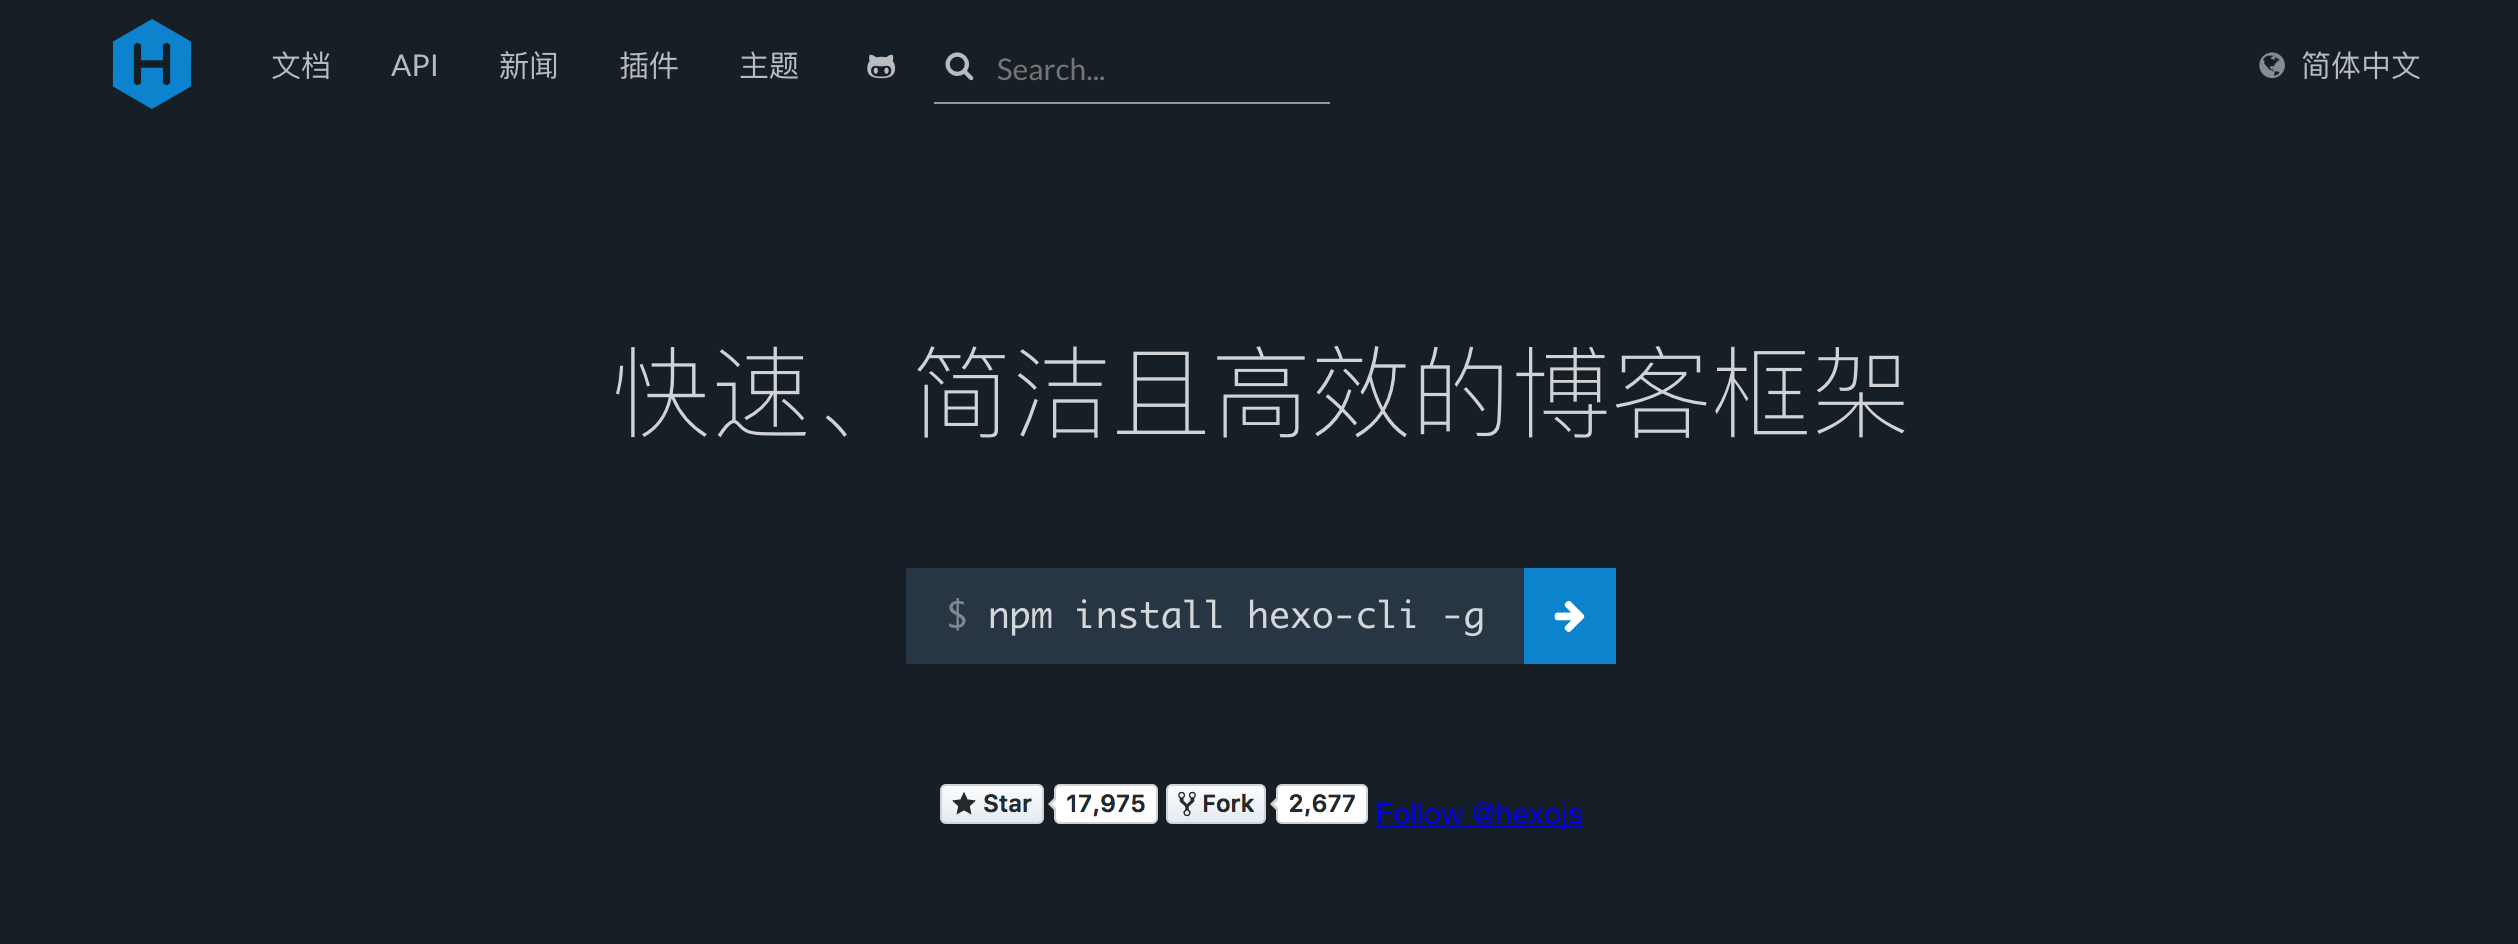 文档 API 新闻 插件 主题 Search... 简体中文
快速、简洁且高效的博客框架
$ npm install hexo-cli -g
Star 17,975 Fork 2,677 Follow @hexojs